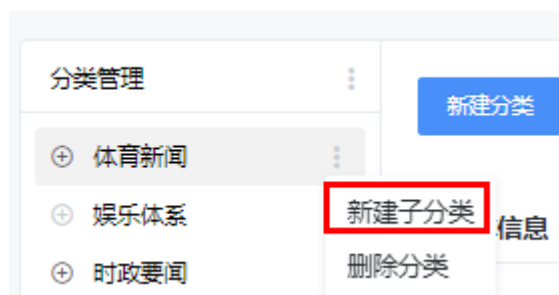 分类管理
新建分类
体育新闻
娱乐体系
新建子分类
信息
时政要闻
删除分类